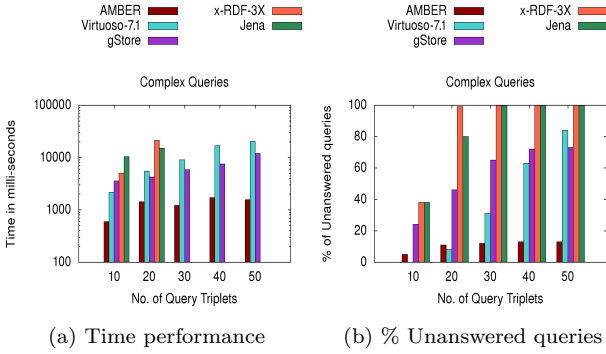 AMBER
x-RDF-3X
Virtuoso-7.1
Jena
gStore
Complex Queries
Time in milli-seconds
100000
10000
1000
100
10 20 30 40 50
No. of Query Triplets
(a) Time performance
AMBER
x-RDF-3X
Virtuoso-7.1
Jena
gStore
Complex Queries
% of Unanswered queries
100
80
60
40
20
0
10 20 30 40 50
No. of Query Triplets
(b) % Unanswered queries